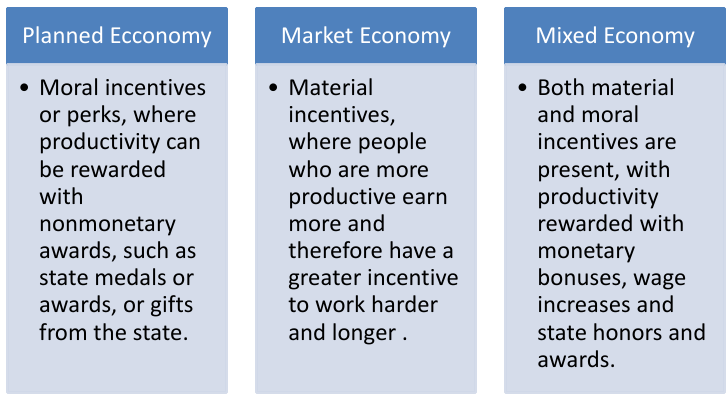 Planned Ecconomy
• Moral incentives
or perks, where
productivity can
be rewarded
with
nonmonetary
awards, such as
state medals or
awards, or gifts
from the state.
Market Economy
• Material
incentives,
where people
who are more
productive earn
more and
therefore have a
greater incentive
to work harder
and longer .
Mixed Economy
• Both material
and moral
incentives are
present, with
productivity
rewarded with
monetary
bonuses, wage
increases and
state honors and
awards.